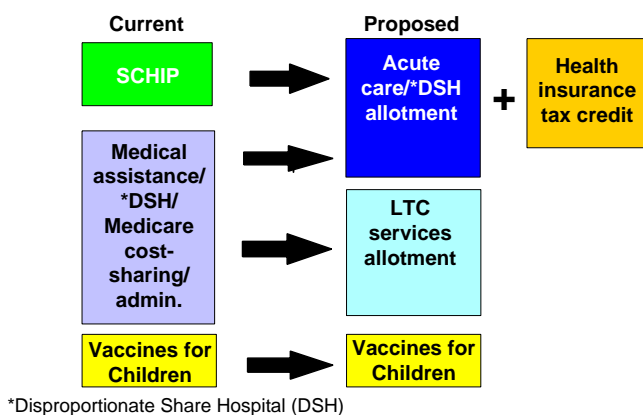 Current
Proposed
SCHIP
Acute
care/*DSH
allotment
+
Health
insurance
tax credit
Medical
assistance/
*DSH/
Medicare
cost-
sharing/
admin.
LTC
services
allotment
Vaccines for
Children
Vaccines for
Children
*Disproportionate Share Hospital (DSH)